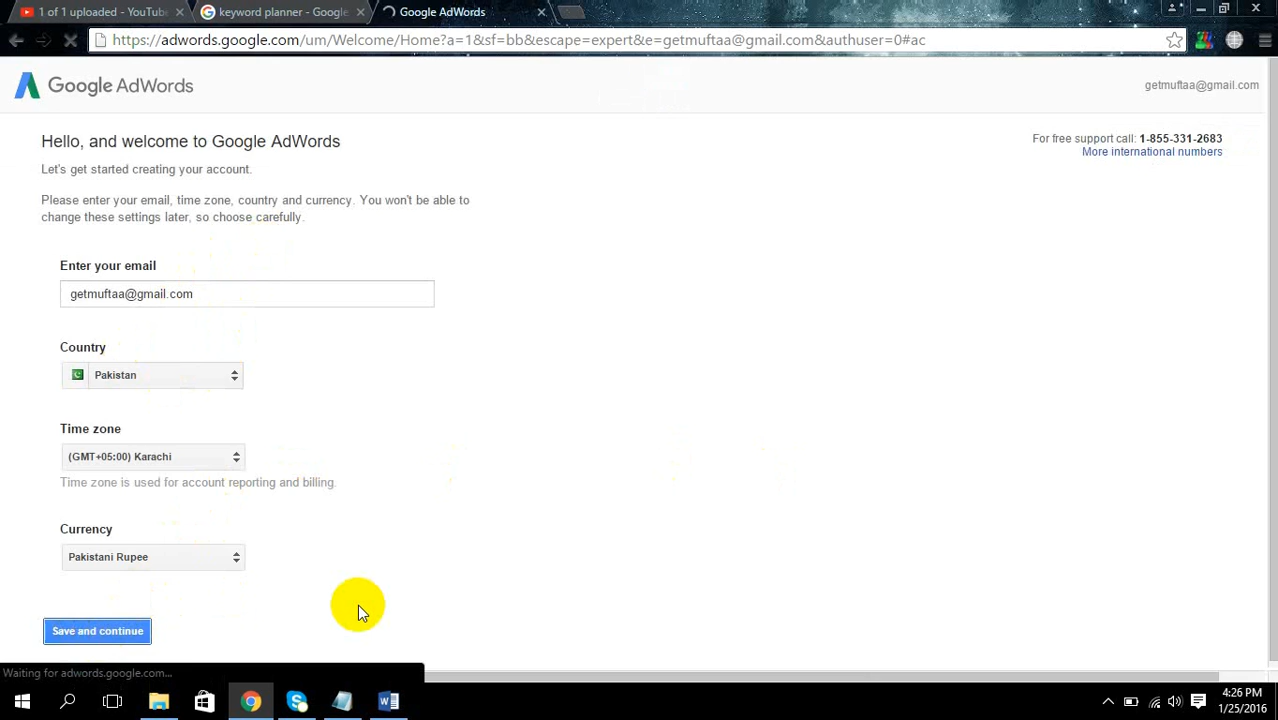 1 of 1 uploaded - YouTube
keyword planner - Google
Google AdWords
https://adwords.google.com/um/Welcome/Home?a=1&sf=bb&escape=expert&e=getmuftaa@gmail.com&authuser=0#ac
Google AdWords
getmuftaa@gmail.com
Hello, and welcome to Google AdWords
For free support call: 1-855-331-2683
More international numbers
Let's get started creating your account.
Please enter your email, time zone, country and currency. You won't be able to
change these settings later, so choose carefully.
Enter your email
getmuftaa@gmail.com
Country
Pakistan
Time zone
(GMT+05:00) Karachi
Time zone is used for account reporting and billing.
Currency
Pakistani Rupee
Save and continue
Waiting for adwords.google.com...
4:26 PM
1/25/2016